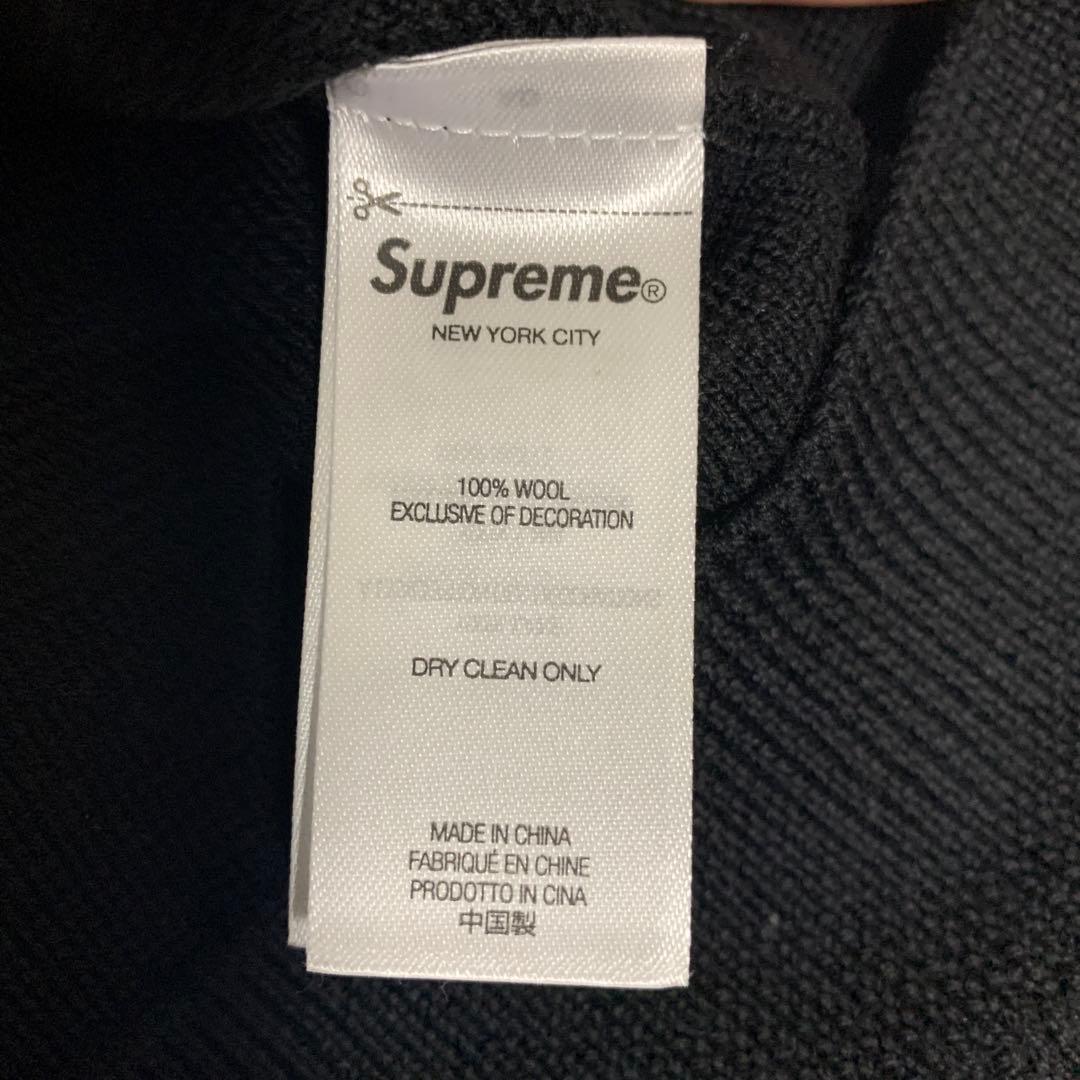 Supreme®
NEW YORK CITY
100% WOOL
EXCLUSIVE OF DECORATION
DRY CLEAN ONLY
MADE IN CHINA
FABRIQUÉ EN CHINE
PRODOTTO IN CINA
中国製